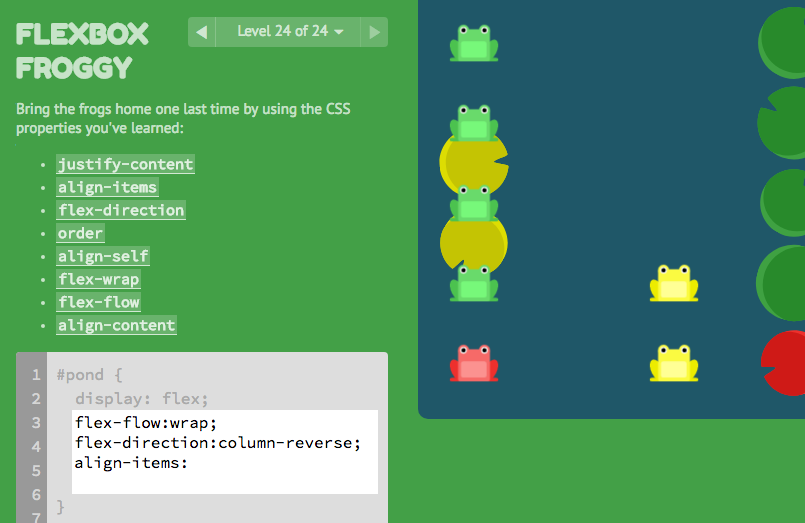 FLEXBOX
FROGGY
Level 24 of 24
Bring the frogs home one last time by using the CSS
properties you've learned:
justify-content
align-items
flex-direction
order
align-self
flex-wrap
flex-flow
align-content
1 #pond {
2 display: flex;
3 flex-flow:wrap;
4 flex-direction:column-reverse;
5 align-items:
6 }
7